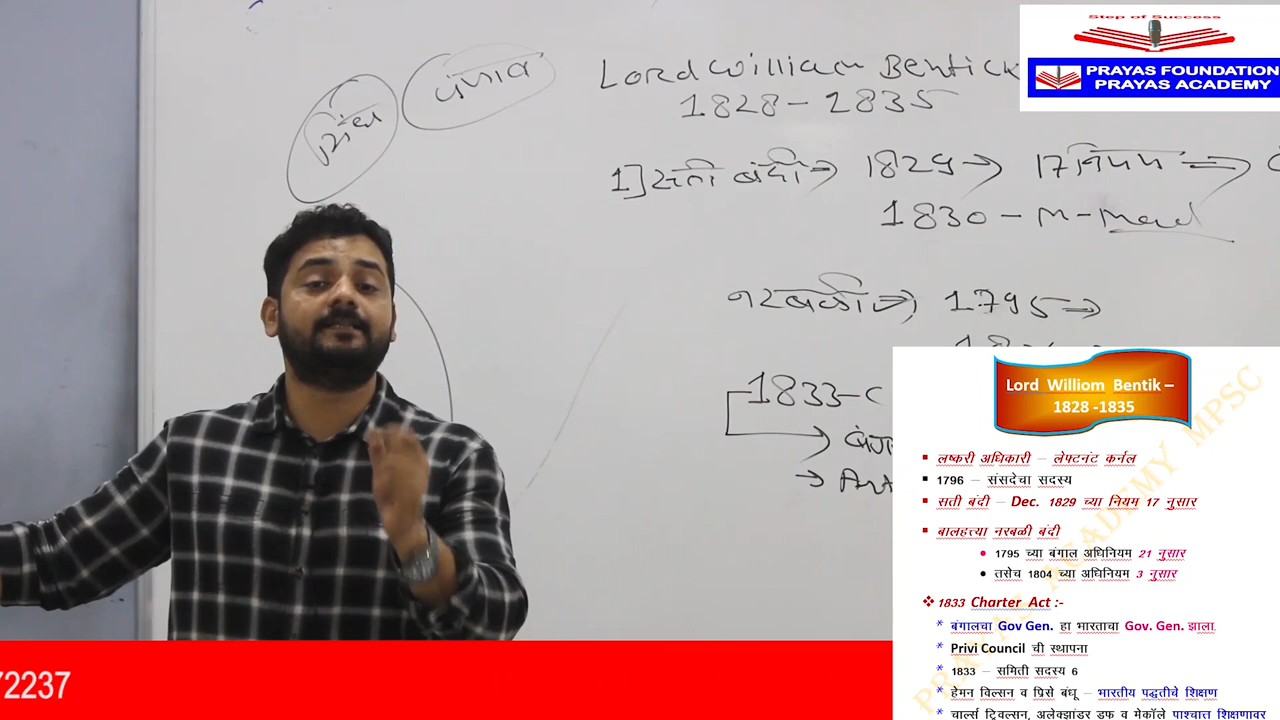 Step of Success
PRAYAS FOUNDATION
PRAYAS ACADEMY
सिंध
पंजाब
Lord William Bentick
1828 - 1835
1] सती बंदी → 1829 → 17 नियम ⇒
1830 - M-Mad
नरबळी ⇒ 1795 ⇒
1833 - C
→
→
Lord Williom Bentik –
1828 -1835
▪ लष्करी अधिकारी – लेफ्टनंट कर्नल
▪ 1796 – संसदेचा सदस्य
▪ सती बंदी – Dec. 1829 च्या नियम 17 नुसार
▪ बालहत्त्या नरबळी बंदी
• 1795 च्या बंगाल अधिनियम 21 नुसार
• तसेच 1804 च्या अधिनियम 3 नुसार
❖ 1833 Charter Act :-
* बंगालचा Gov Gen. हा भारताचा Gov. Gen. झाला.
* Privi Council ची स्थापना
* 1833 – समिती सदस्य 6
* हेमन विल्सन व प्रिसे बंधू – भारतीय पद्धतीचे शिक्षण
* चार्ल्स ट्रिव्हल्सन, अलेक्झांडर डफ व मेकॉले पाश्चात्त शिक्षणावर
72237